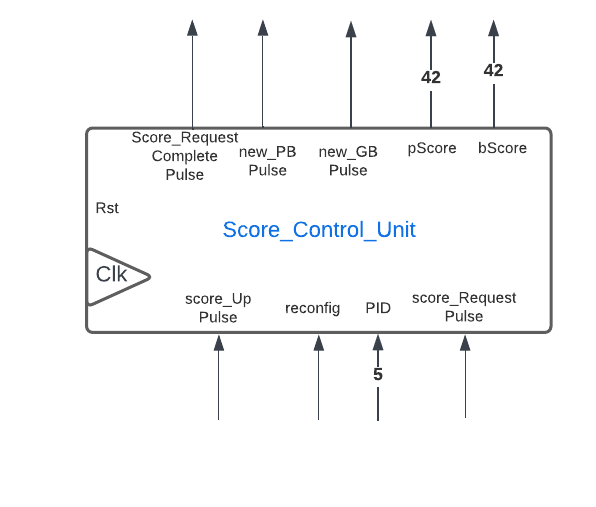 42
42
Score_Request
Complete
Pulse
new_PB
Pulse
new_GB
Pulse
pScore
bScore
Rst
Score_Control_Unit
Clk
score_Up
Pulse
reconfig
PID
score_Request
Pulse
5